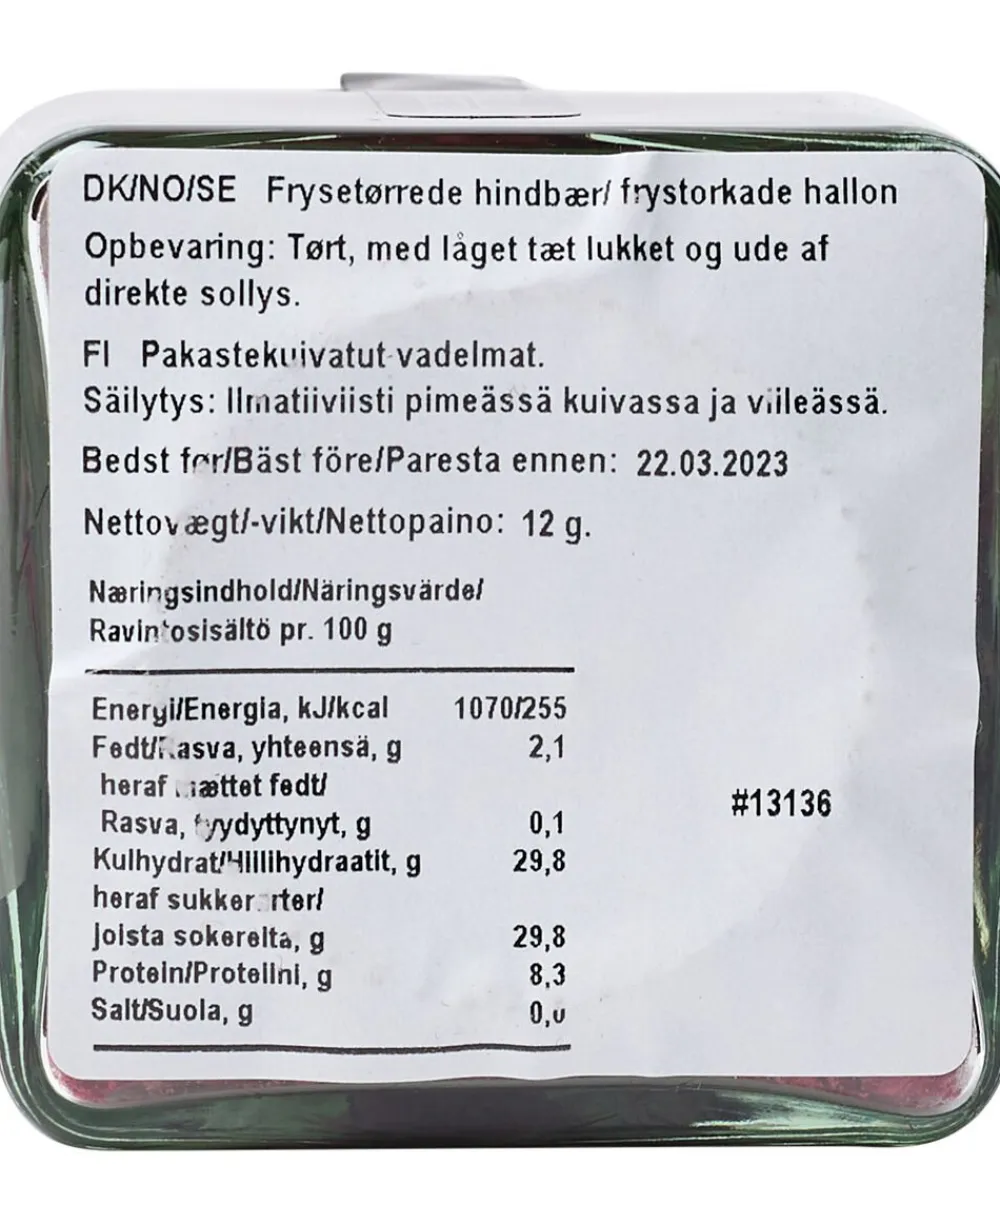 DK/NO/SE Frysetørrede hindbær/ frystorkade hallon
Opbevaring: Tørt, med låget tæt lukket og ude af
direkte sollys.
FI Pakastekuivatut vadelmat.
Säilytys: Ilmatiiviisti pimeässä kuivassa ja viileässä.
Bedst før/Bäst före/Parasta ennen: 22.03.2023
Nettovægt/-vikt/Nettopaino: 12 g.
Næringsindhold/Näringsvärde/
Ravintosisältö pr. 100 g
Energi/Energia, kJ/kcal 1070/255
Fedt/Rasva, yhteensä, g 2,1
heraf mættet fedt/
Rasva, tyydyttynyt, g 0,1
Kulhydrat/Hiilihydraatit, g 29,8
heraf sukkerarter/
joista sokereita, g 29,8
Protein/Proteiini, g 8,3
Salt/Suola, g 0,0
#13136